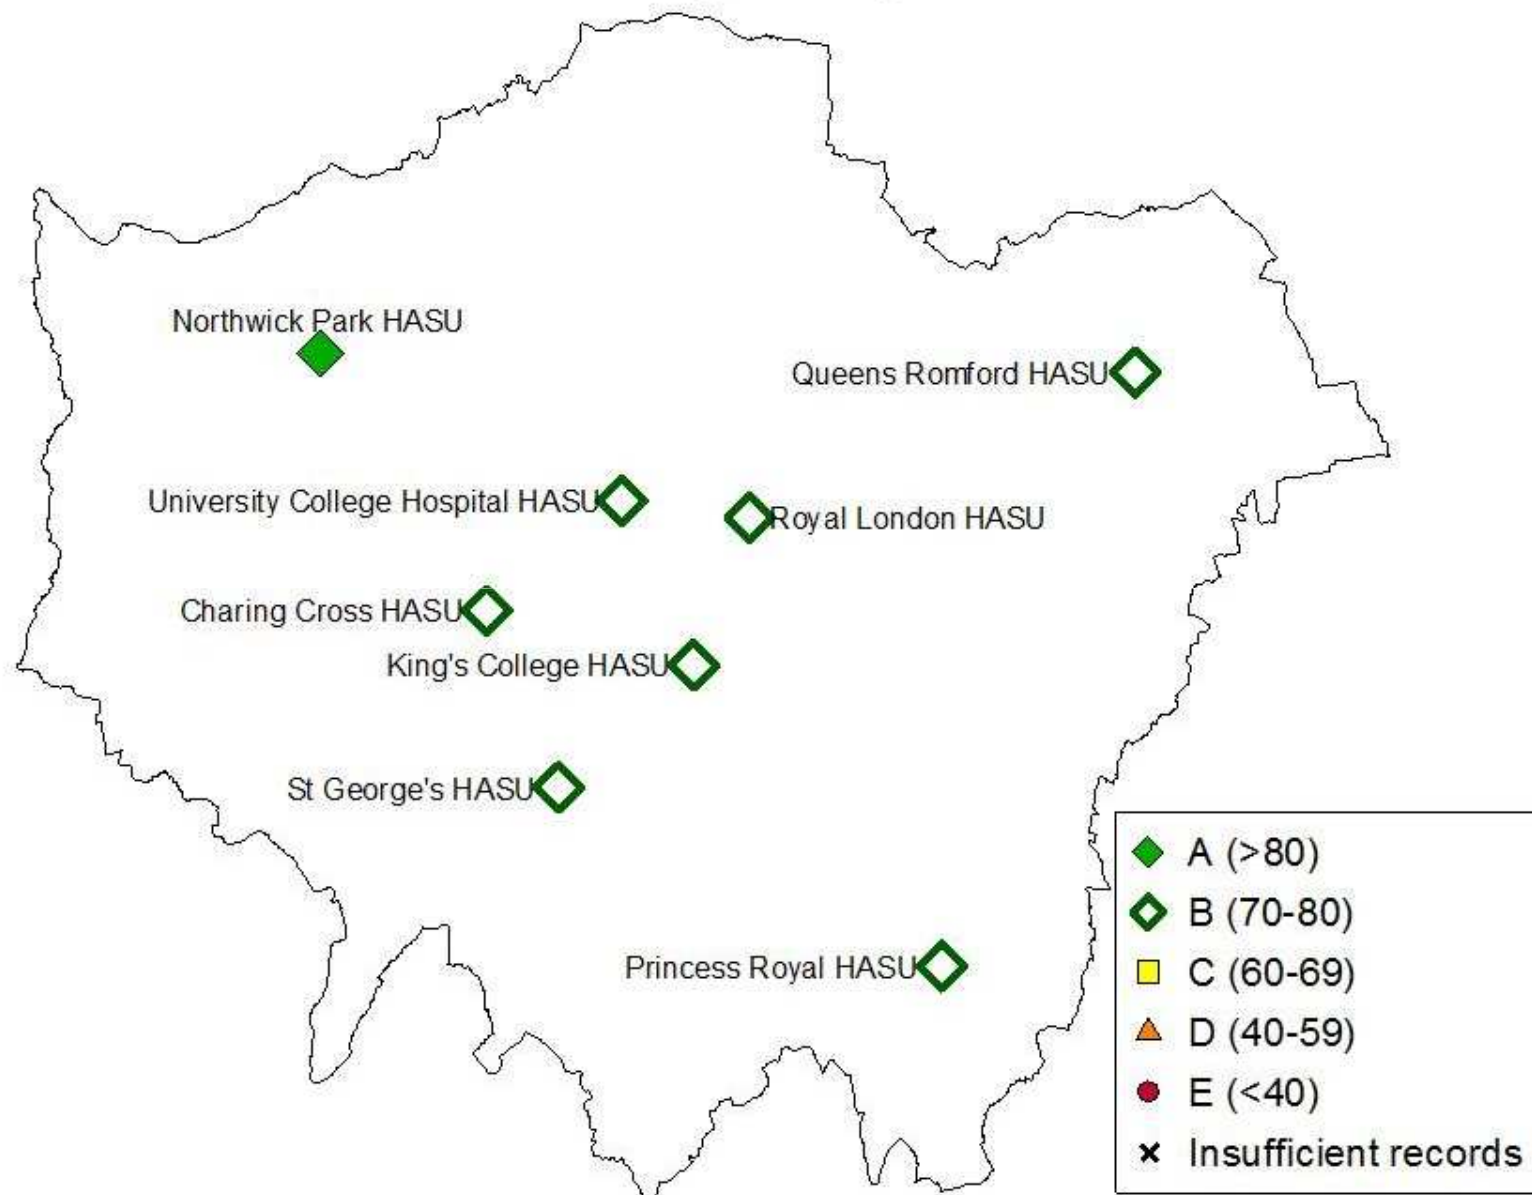 Northwick Park HASU
Queens Romford HASU
University College Hospital HASU
Royal London HASU
Charing Cross HASU
King's College HASU
St George's HASU
Princess Royal HASU
A (>80)
B (70-80)
C (60-69)
D (40-59)
E (<40)
Insufficient records